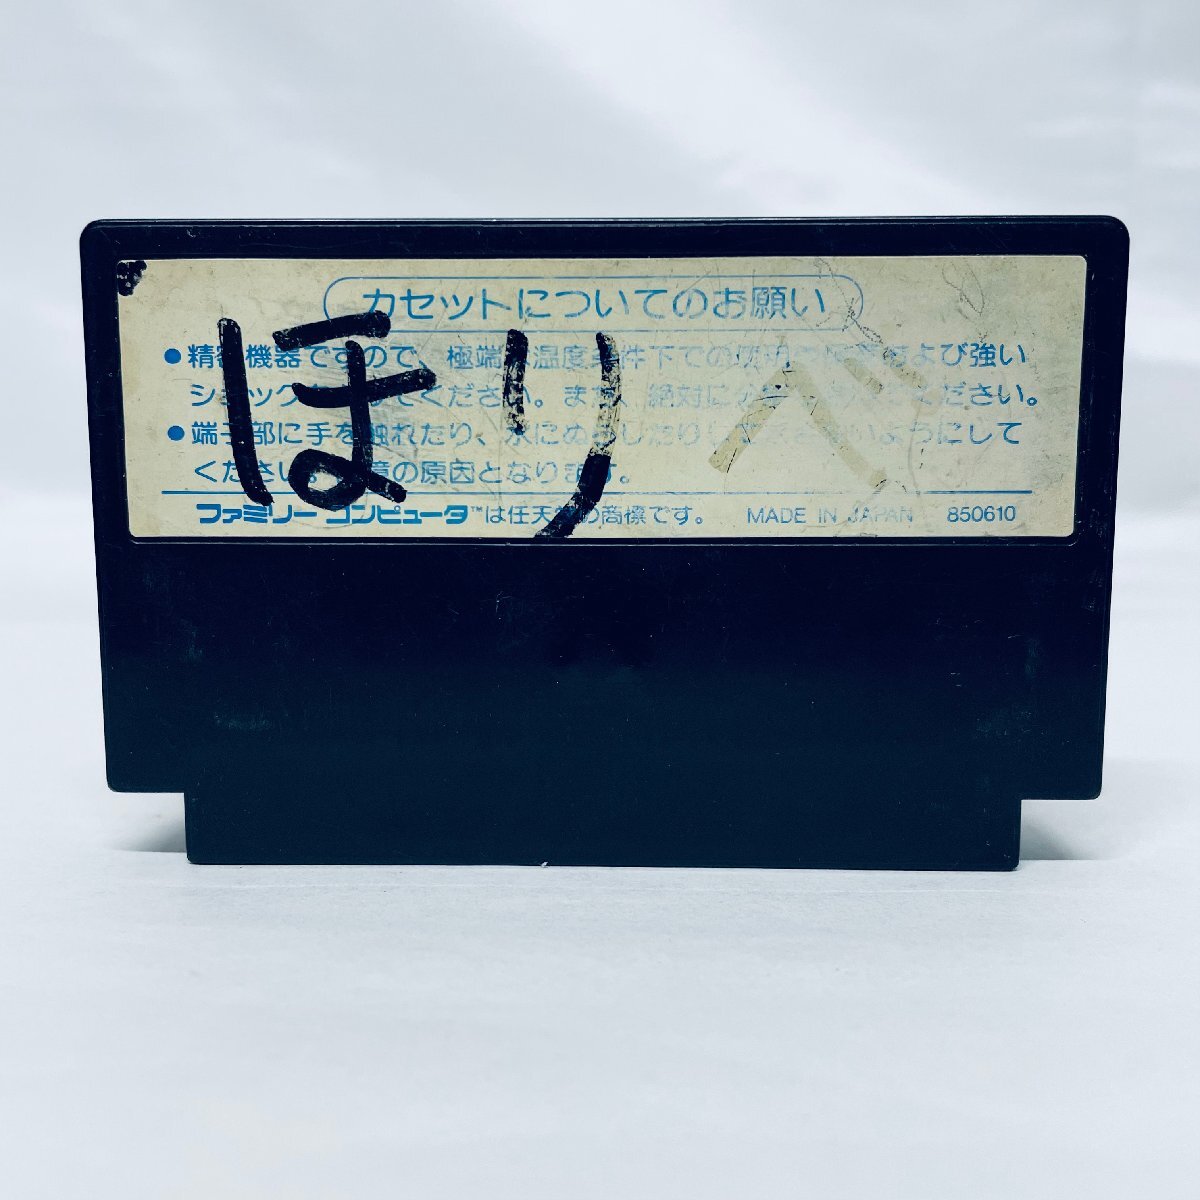 カセットについてのお願い
●精密機器ですので、極端な温度条件下での使用や保管および強い
ショックを避けてください。また、絶対に分解しないでください。
●端子部に手を触れたり、水にぬらしたりしないようにして
ください。故障の原因となります。
ファミリーコンピュータ™は任天堂の商標です。 MADE IN JAPAN 850610
ほりべ